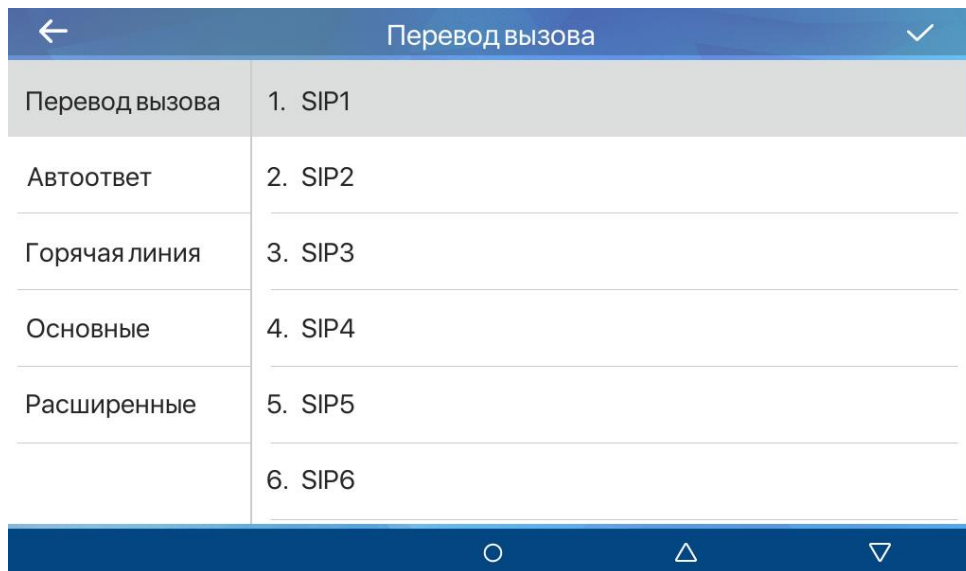 Перевод вызова
Перевод вызова
Автоответ
Горячая линия
Основные
Расширенные
1. SIP1
2. SIP2
3. SIP3
4. SIP4
5. SIP5
6. SIP6